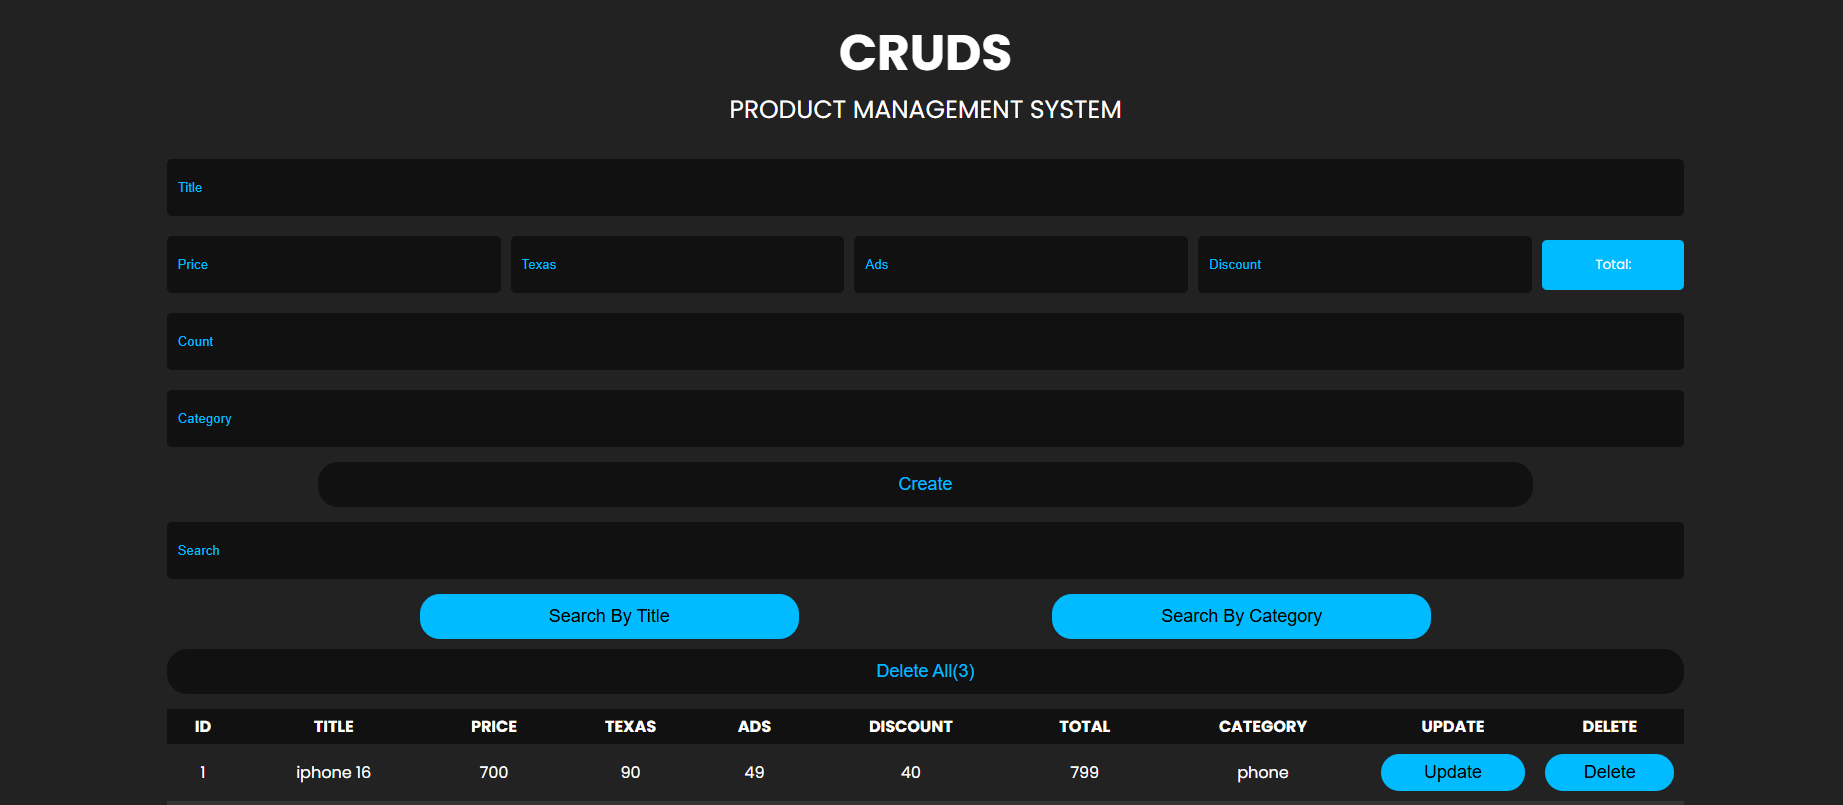 CRUDS
PRODUCT MANAGEMENT SYSTEM
Title
Price Texas Ads Discount Total:
Count
Category
Create
Search
Search By Title Search By Category
Delete All(3)
ID TITLE PRICE TEXAS ADS DISCOUNT TOTAL CATEGORY UPDATE DELETE
1 iphone 16 700 90 49 40 799 phone Update Delete